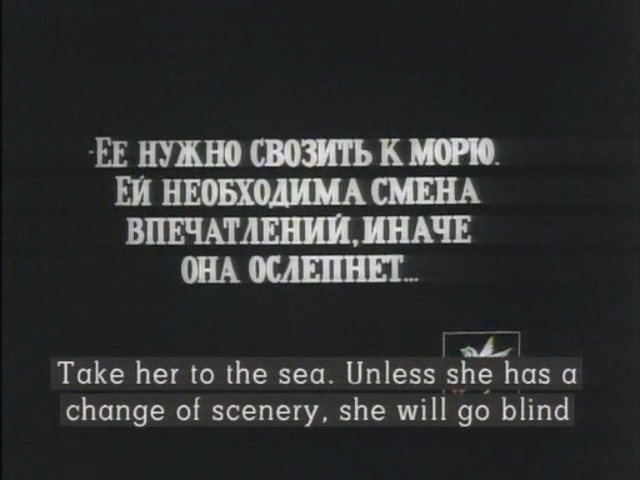 -ЕЕ НУЖНО СВОЗИТЬ К МОРЮ.
ЕЙ НЕОБХОДИМА СМЕНА
ВПЕЧАТЛЕНИЙ, ИНАЧЕ
ОНА ОСЛЕПНЕТ...
Take her to the sea. Unless she has a
change of scenery, she will go blind